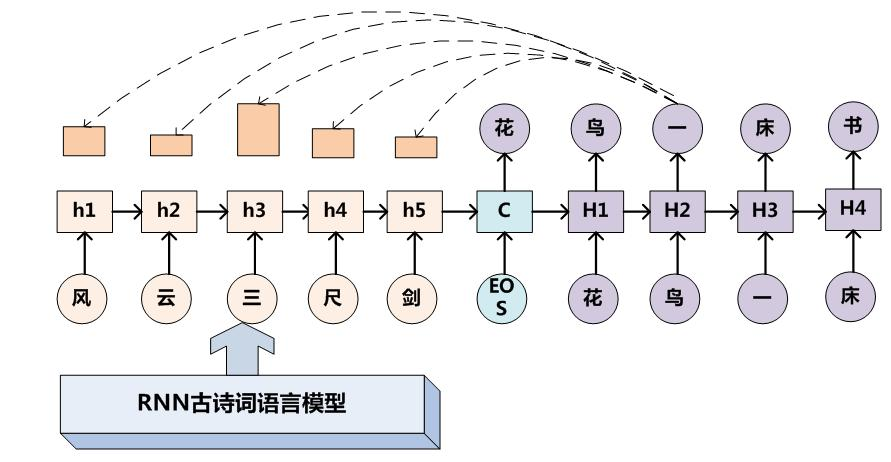 花 鸟 一 床 书
h1 h2 h3 h4 h5 C H1 H2 H3 H4
风 云 三 尺 剑 EO 花 鸟 一 床
S
RNN古诗词语言模型